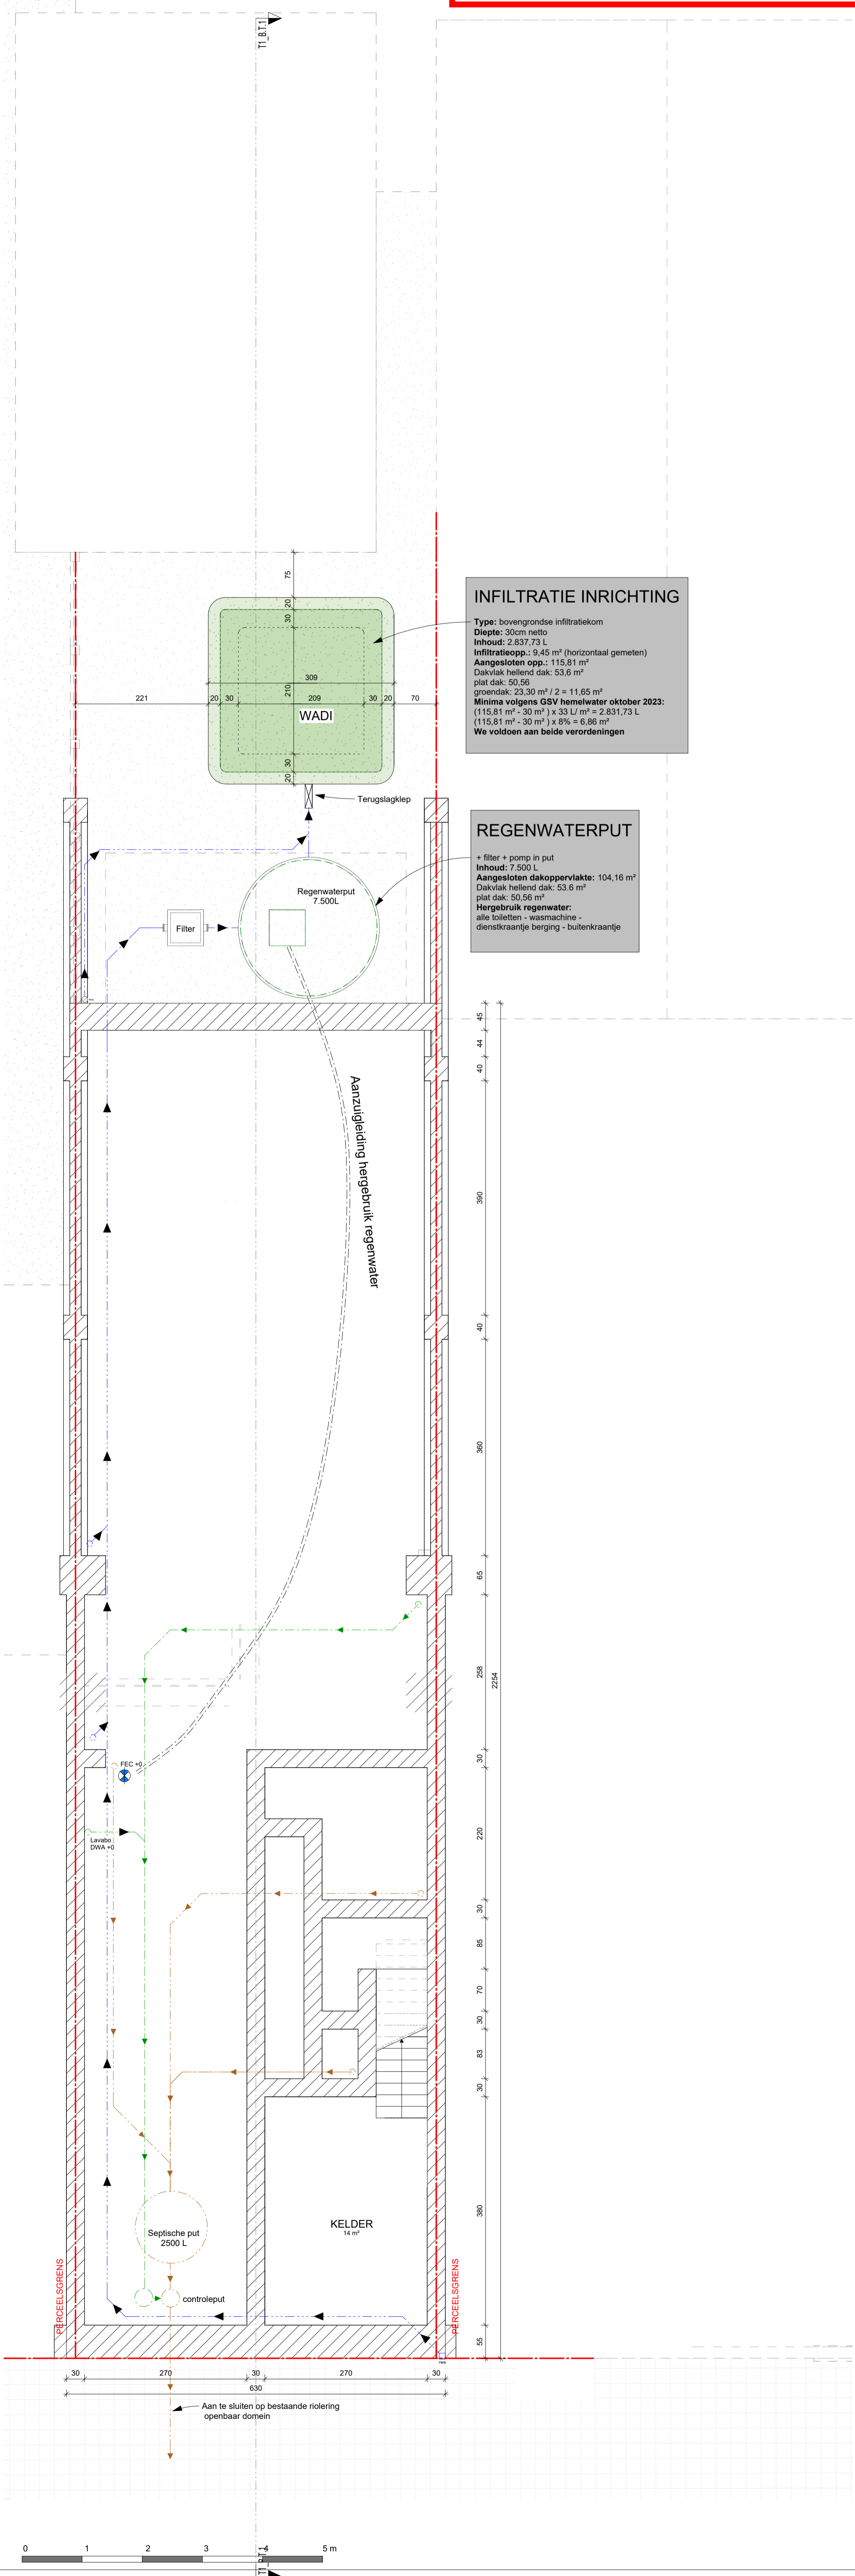 T1_B.T.1
75
20
30
309
210
221
20
30
209
30
20
70
WADI
30
20
Terugslagklep
INFILTRATIE INRICHTING
Type: bovengrondse infiltratiekom
Diepte: 30cm netto
Inhoud: 2.837,73 L
Infiltratieopp.: 9,45 m² (horizontaal gemeten)
Aangesloten opp.: 115,81 m²
Dakvlak hellend dak: 53,6 m²
plat dak: 50,56
groendak: 23,30 m² / 2 = 11,65 m²
Minima volgens GSV hemelwater oktober 2023:
(115,81 m² - 30 m² ) x 33 L/ m² = 2.831,73 L
(115,81 m² - 30 m² ) x 8% = 6,86 m²
We voldoen aan beide verordeningen
REGENWATERPUT
+ filter + pomp in put
Inhoud: 7.500 L
Aangesloten dakoppervlakte: 104,16 m²
Dakvlak hellend dak: 53.6 m²
plat dak: 50,56 m²
Hergebruik regenwater:
alle toiletten - wasmachine -
dienstkraantje berging - buitenkraantje
Regenwaterput
7.500L
Filter
45
44
40
Aanzuigleiding hergebruik regenwater
390
40
360
65
258
2254
30
FEC +0
220
Lavabo
DWA +0
30
85
70
30
83
30
380
Septische put
2500 L
KELDER
14 m²
controleput
PERCEELSGRENS
PERCEELSGRENS
55
30
270
30
270
30
630
Aan te sluiten op bestaande riolering
openbaar domein
0
1
2
3
4
5 m
T1_B.T.1